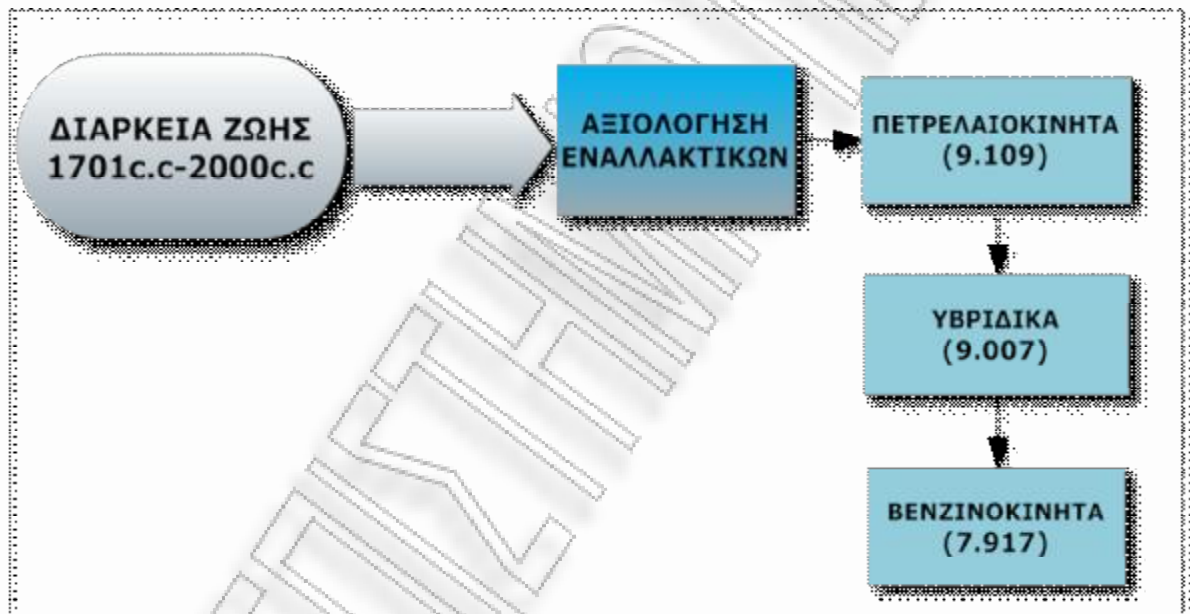 ΔΙΑΡΚΕΙΑ ΖΩΗΣ
1701c.c-2000c.c
ΑΞΙΟΛΟΓΗΣΗ
ΕΝΑΛΛΑΚΤΙΚΩΝ
ΠΕΤΡΕΛΑΙΟΚΙΝΗΤΑ
(9.109)
ΥΒΡΙΔΙΚΑ
(9.007)
ΒΕΝΖΙΝΟΚΙΝΗΤΑ
(7.917)